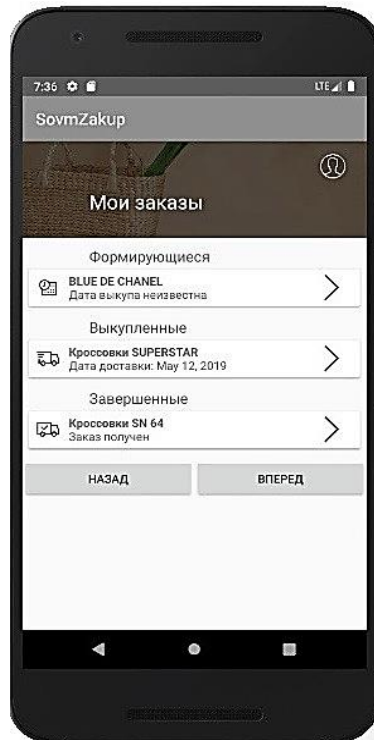 7:36 LTE
SovmZakup
Мои заказы
Формирующиеся
BLUE DE CHANEL
Дата выкупа неизвестна
Выкупленные
Кроссовки SUPERSTAR
Дата доставки: May 12, 2019
Завершенные
Кроссовки SN 64
Заказ получен
НАЗАД ВПЕРЕД